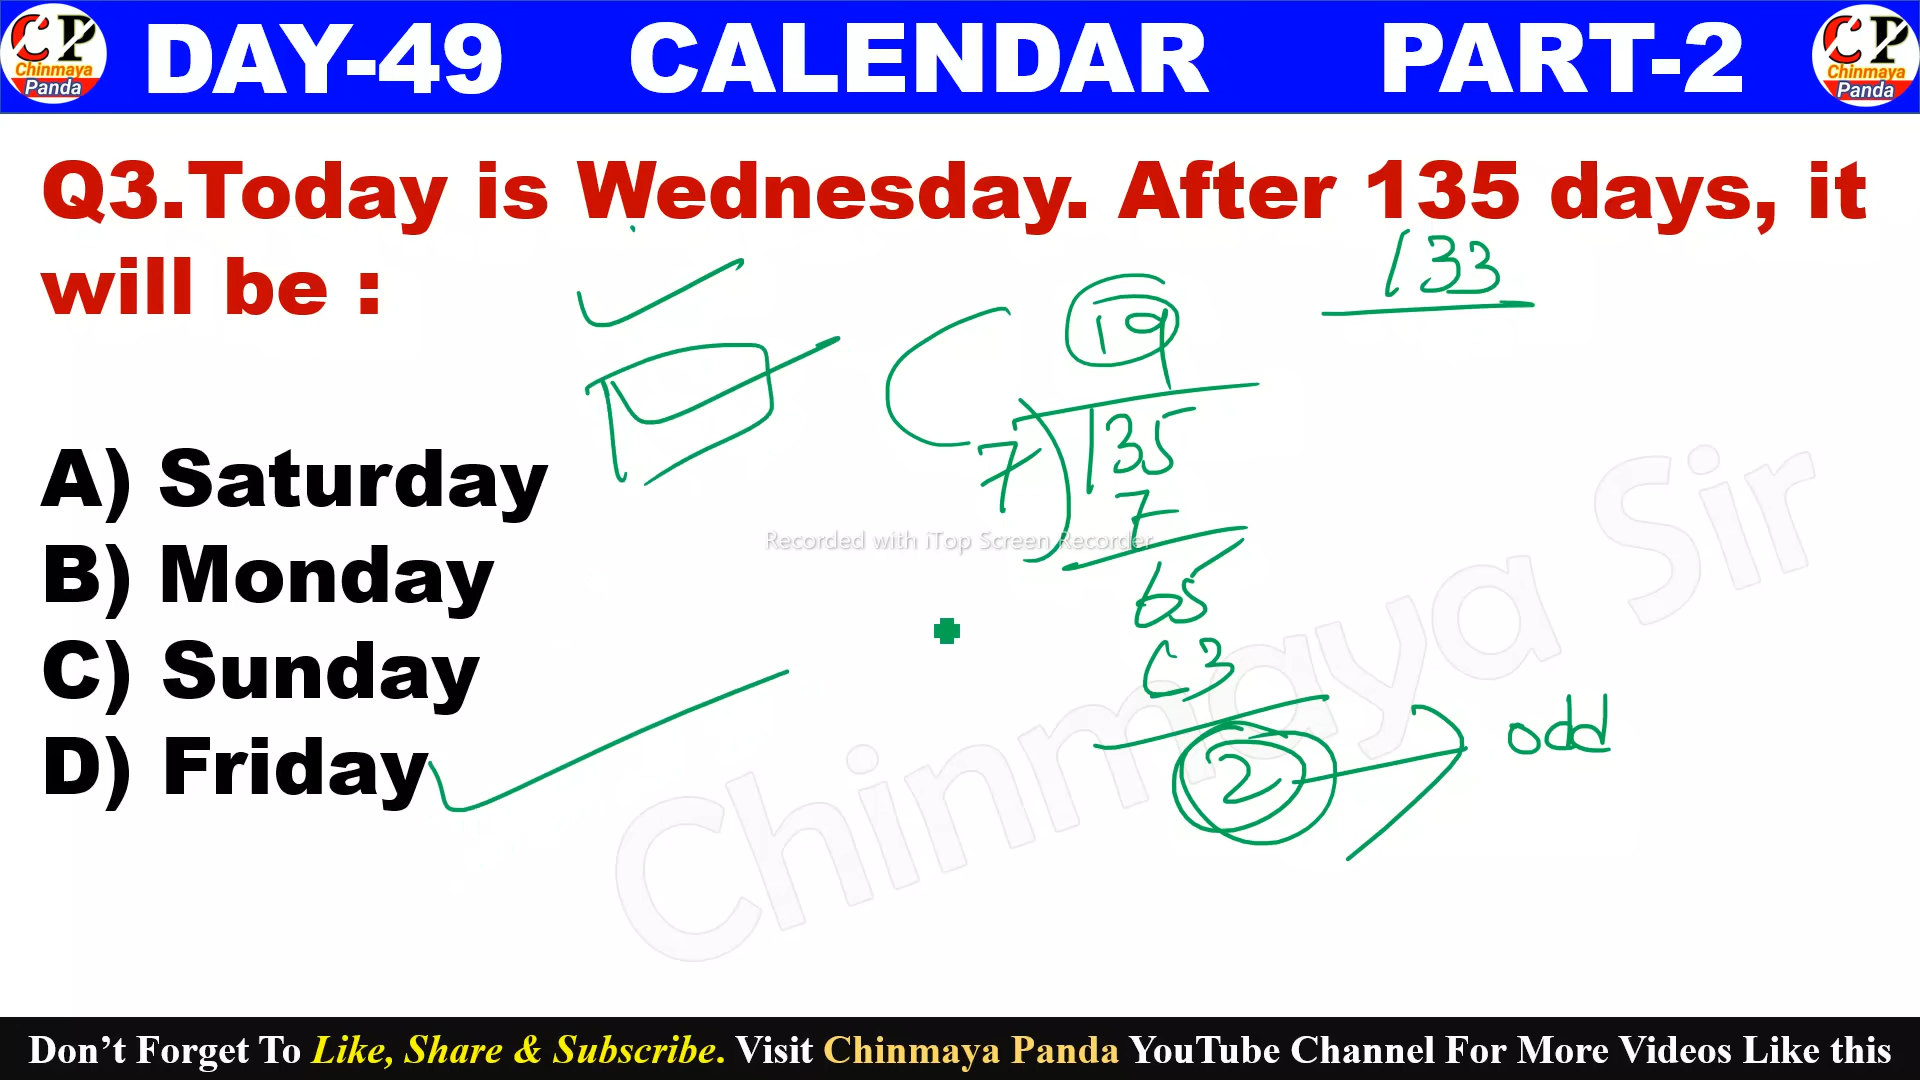 CP DAY-49 CALENDAR PART-2 CP
Chinmaya Chinmaya
Panda Panda
Q3.Today is Wednesday. After 135 days, it
will be :
133
19
7) 135
7
65
63
2 odd
A) Saturday
B) Monday
C) Sunday
D) Friday
Recorded with iTop Screen Recorder
Chinmaya Sir
Don't Forget To Like, Share & Subscribe. Visit Chinmaya Panda YouTube Channel For More Videos Like this